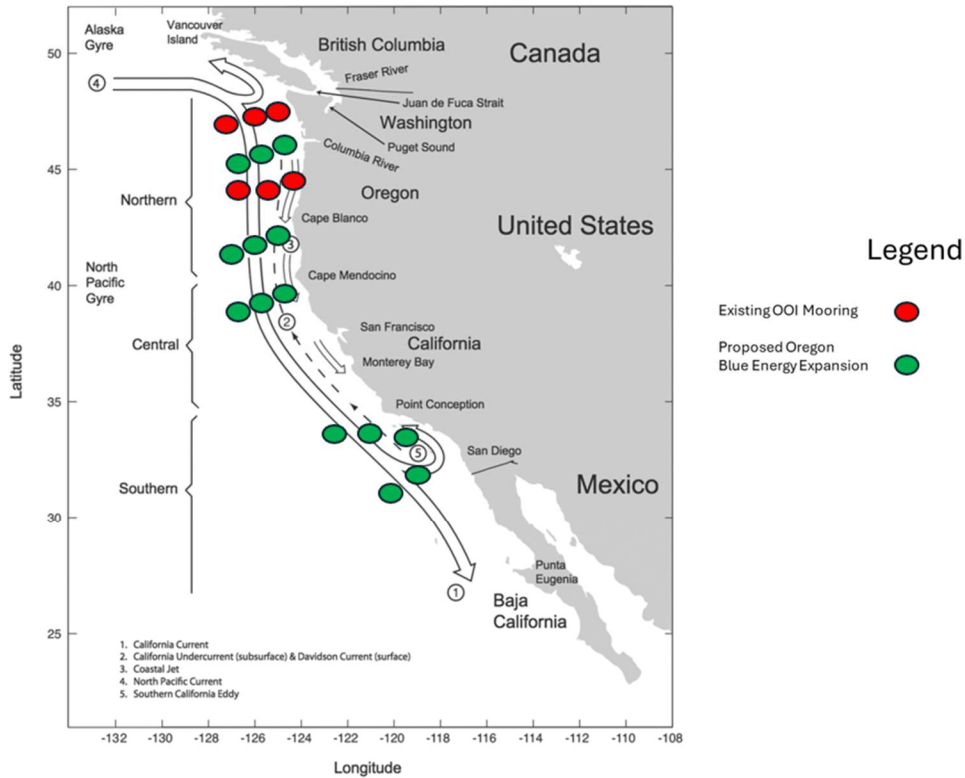 Alaska
Gyre
Vancouver
Island
British Columbia
Canada
Fraser River
4
Juan de Fuca Strait
Washington
Puget Sound
Columbia River
Northern
Oregon
Cape Blanco
United States
3
North
Pacific
Gyre
Cape Mendocino
2
San Francisco
California
Central
Monterey Bay
Point Conception
5
San Diego
Southern
Mexico
Punta
Eugenia
1
Baja
California
1. California Current
2. California Undercurrent (subsurface) & Davidson Current (surface)
3. Coastal Jet
4. North Pacific Current
5. Southern California Eddy
50
45
40
35
30
25
Latitude
-132 -130 -128 -126 -124 -122 -120 -118 -116 -114 -112 -110 -108
Longitude
Legend
Existing OOI Mooring
Proposed Oregon
Blue Energy Expansion